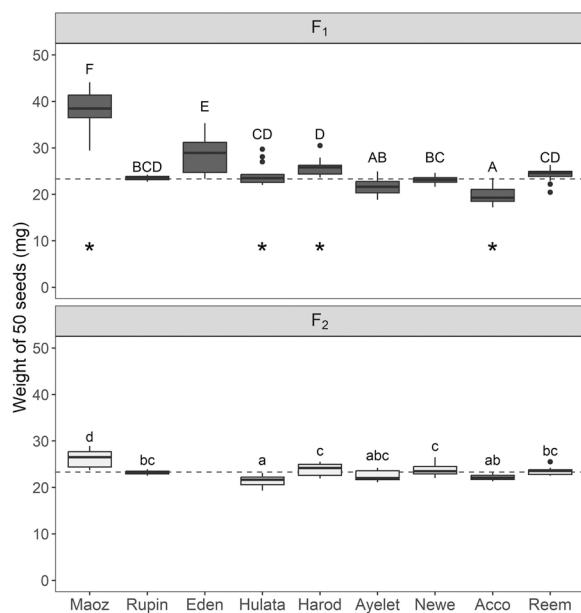 F₁
50
40
30
20
10
0
F
BCD
E
CD
D
AB
BC
A
CD
*
*
*
*
Weight of 50 seeds (mg)
F₂
50
40
30
20
10
0
d
bc
a
c
abc
c
ab
bc
Maoz Rupin Eden Hulata Harod Ayelet Newe Acco Reem